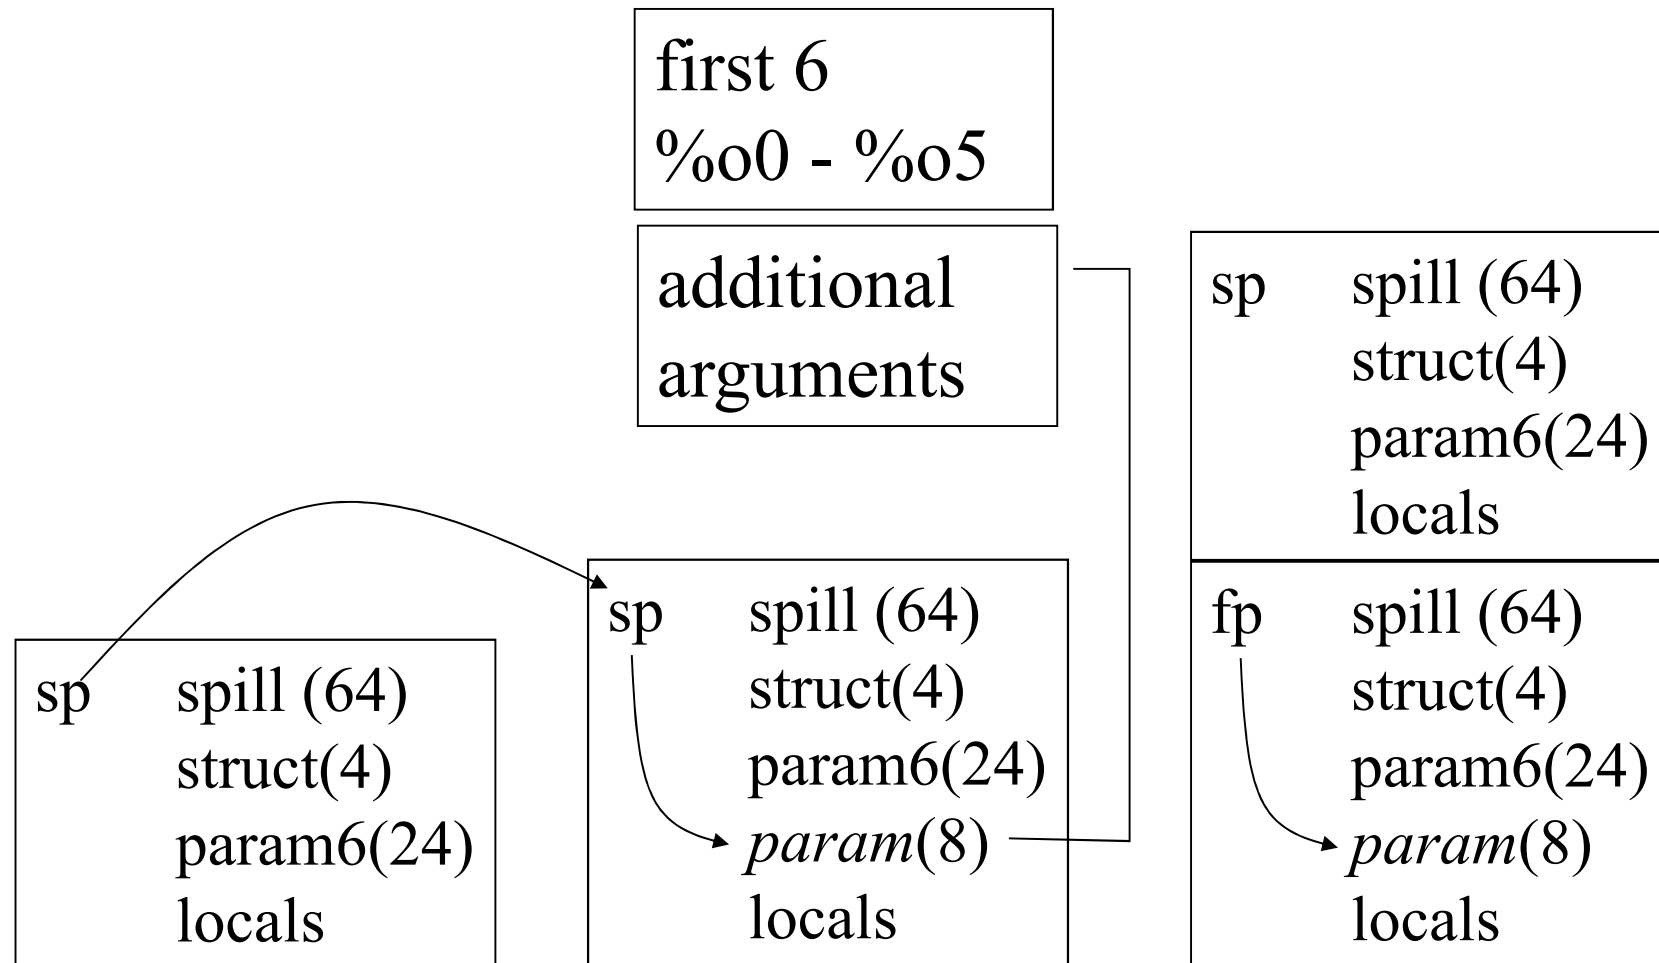 first 6
%o0 - %o5
additional
arguments
sp spill (64)
struct(4)
param6(24)
locals
sp spill (64)
struct(4)
param6(24)
param(8)
locals
sp spill (64)
struct(4)
param6(24)
locals
fp spill (64)
struct(4)
param6(24)
param(8)
locals